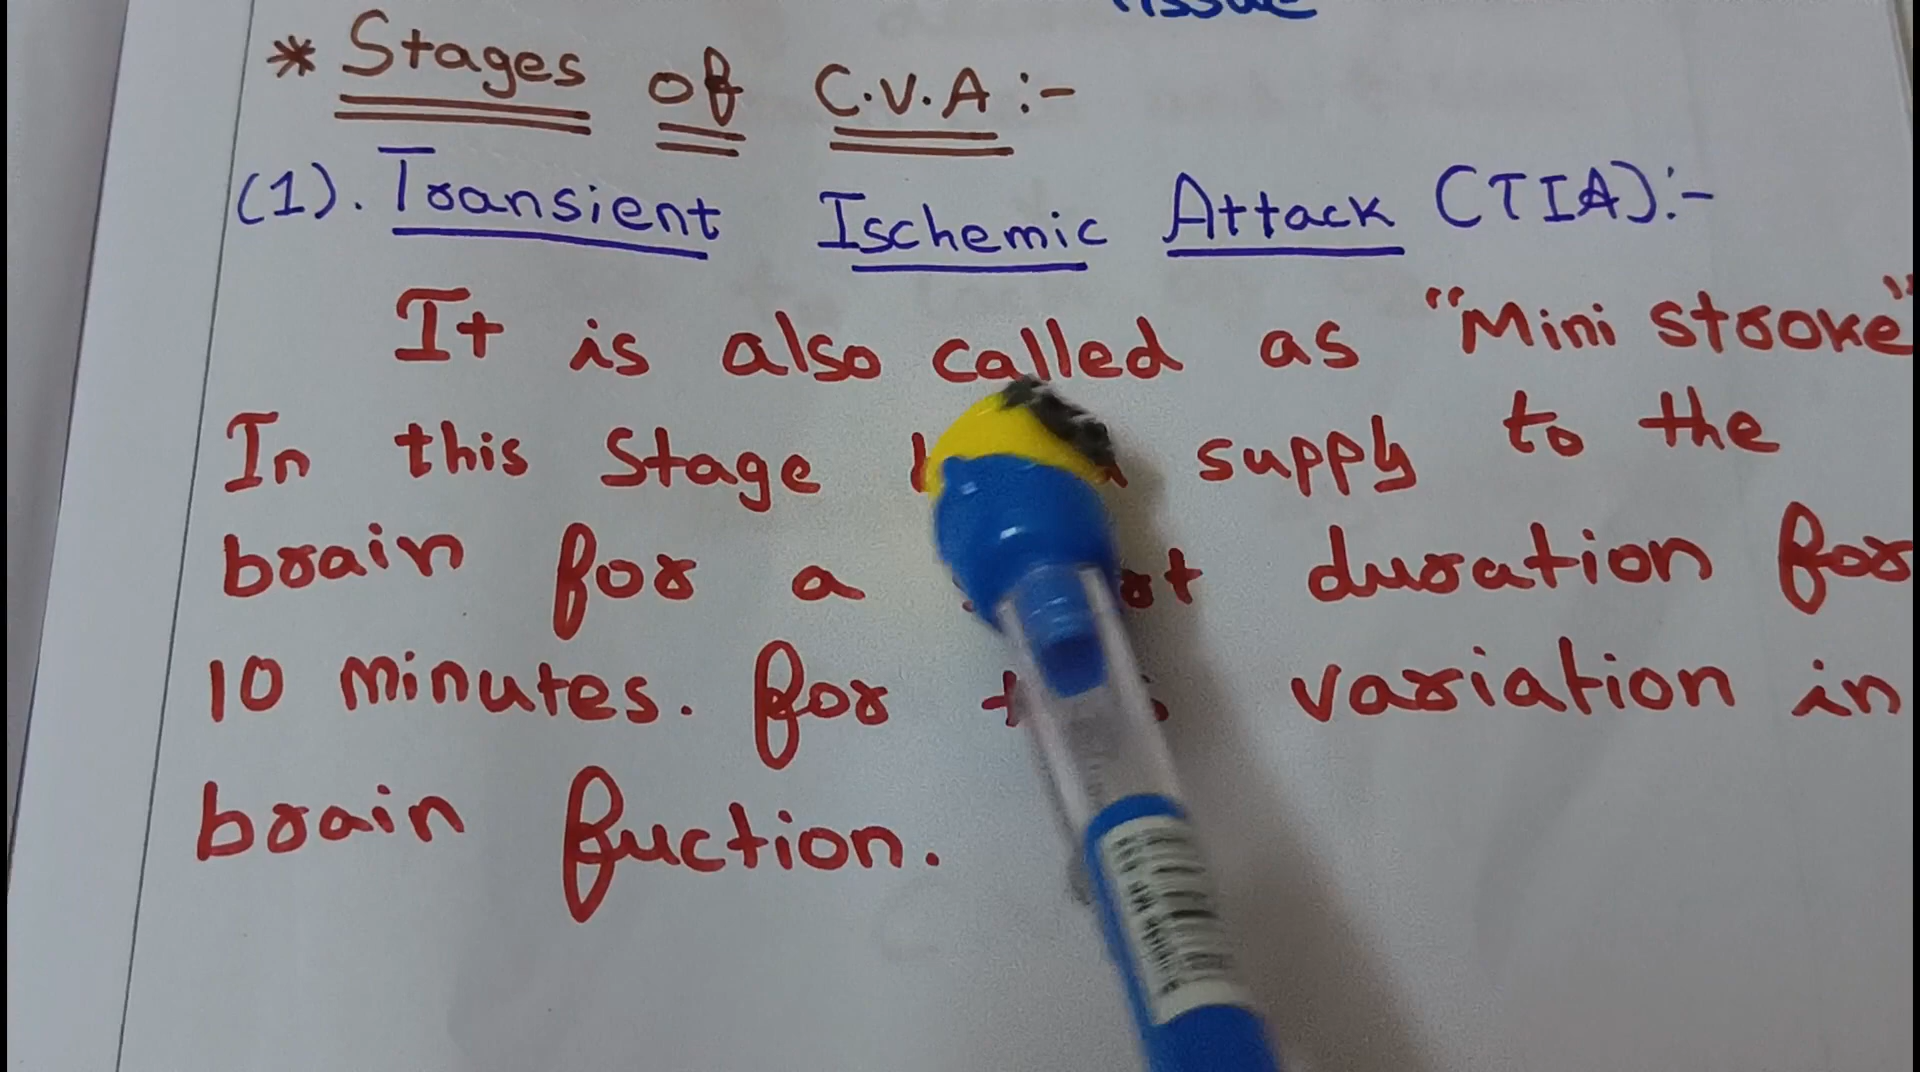 Tissue
* Stages of C.V.A :-
(1). Transient Ischemic Attack (TIA):-
It is also called as "Mini stroke"
In this Stage supply to the
brain for a duration for
10 minutes. for variation in
brain fuction.